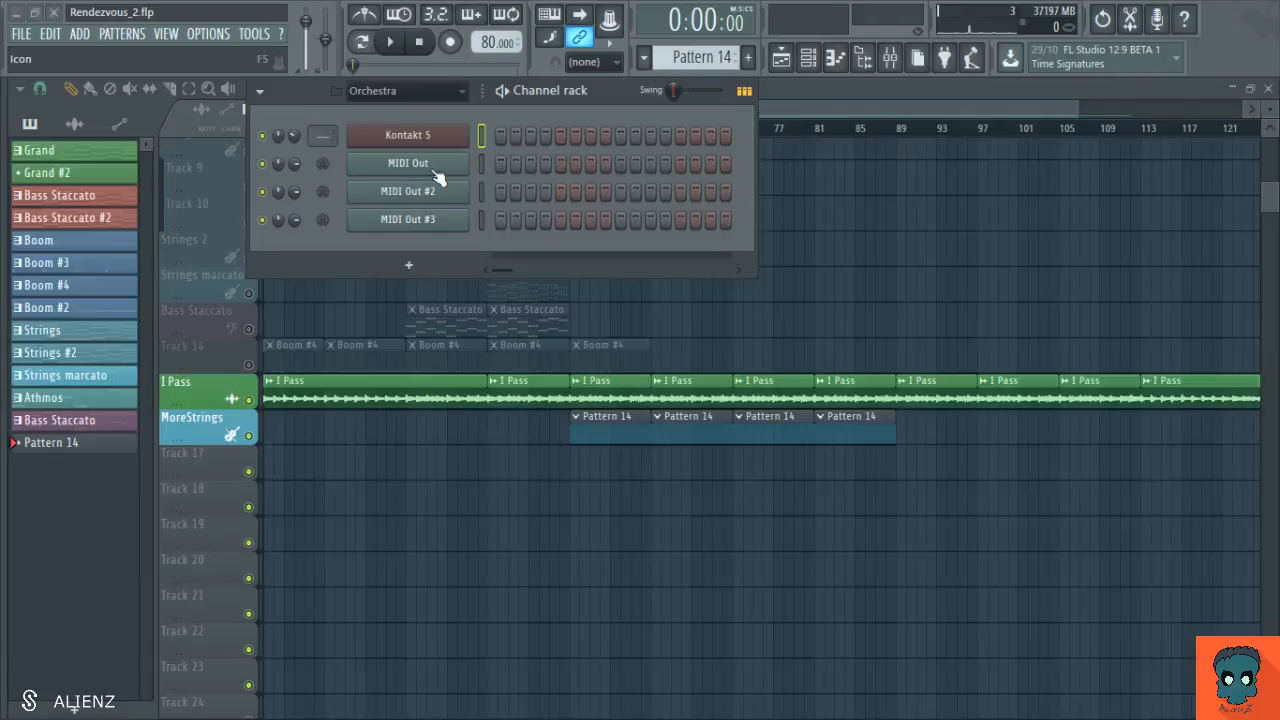 Rendezvous_2.flp
FILE EDIT ADD PATTERNS VIEW OPTIONS TOOLS ?
Icon F5
3.2
80.000
0:00:00
M:S:CS
(none)
Pattern 14
3
37197 MB
0
29/10 FL Studio 12.9 BETA 1
Time Signatures
Orchestra
Channel rack
Swing
Kontakt 5
MIDI Out
MIDI Out #2
MIDI Out #3
NOTE CHAN
77 81 85 89 93 97 101 105 109 113 117 121
Grand
Grand #2
Bass Staccato
Bass Staccato #2
Boom
Boom #3
Boom #4
Boom #2
Strings
Strings #2
Strings marcato
Athmos
Bass Staccato
Pattern 14
Track 9
Track 10
Strings 2
Strings marcato
Bass Staccato
Bass Staccato Bass Staccato
Track 14
Boom #4 Boom #4 Boom #4 Boom #4 Boom #4
I Pass
I Pass I Pass I Pass I Pass I Pass I Pass I Pass I Pass I Pass I Pass
MoreStrings
Pattern 14 Pattern 14 Pattern 14 Pattern 14
Track 17
Track 18
Track 19
Track 20
Track 21
Track 22
Track 23
Track 24
ALIENZ
AlienZ